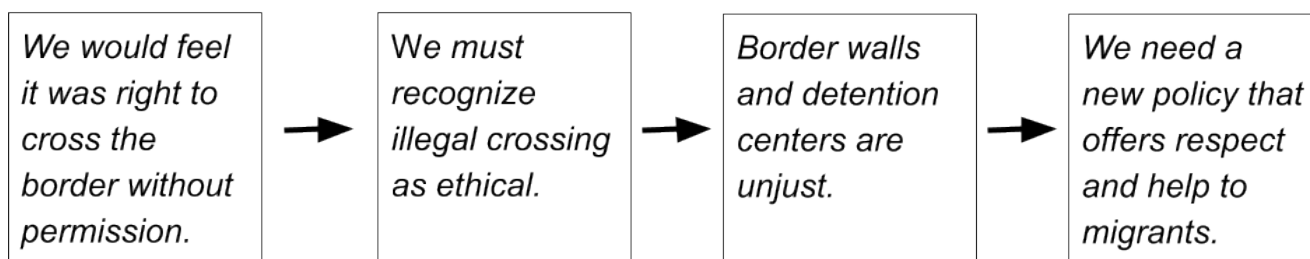 We would feel
it was right to
cross the
border without
permission.
We must
recognize
illegal crossing
as ethical.
Border walls
and detention
centers are
unjust.
We need a
new policy that
offers respect
and help to
migrants.